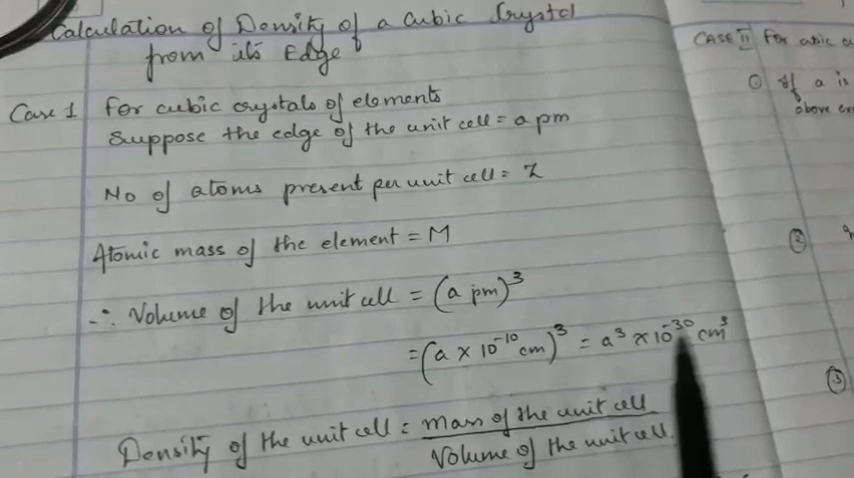 Calculation of Density of a cubic Crystal
from its Edge
Case 1 For cubic crystals of elements
Suppose the edge of the unit cell = a pm
No of atoms present per unit cell = Z
Atomic mass of the element = M
∴ Volume of the unit cell = (a pm)³
= (a × 10⁻¹⁰ cm)³ = a³ × 10⁻³⁰ cm³
Density of the unit cell = mass of the unit cell
Volume of the unit cell.
CASE II For
① If a is
above
②
③